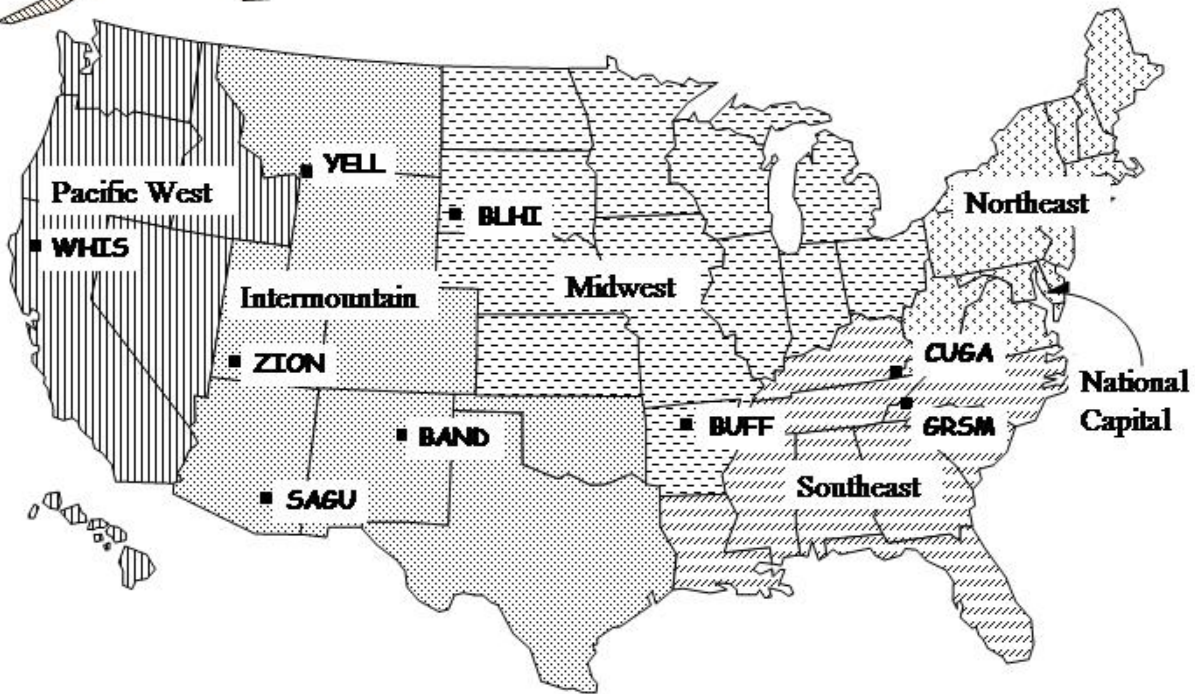 YELL
Pacific West
Northeast
BLHI
WHIS
Midwest
Intermountain
CUGA
ZION
National
Capital
BUFF
GRSM
BAND
Southeast
SAGU